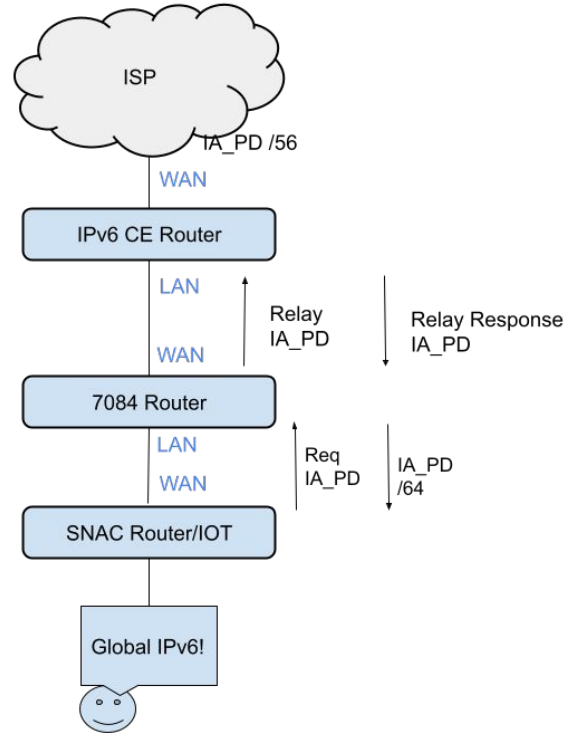 ISP
IA_PD /56
WAN
IPv6 CE Router
LAN
Relay
IA_PD
Relay Response
IA_PD
WAN
7084 Router
LAN
Req
IA_PD
IA_PD
/64
WAN
SNAC Router/IOT
Global IPv6!